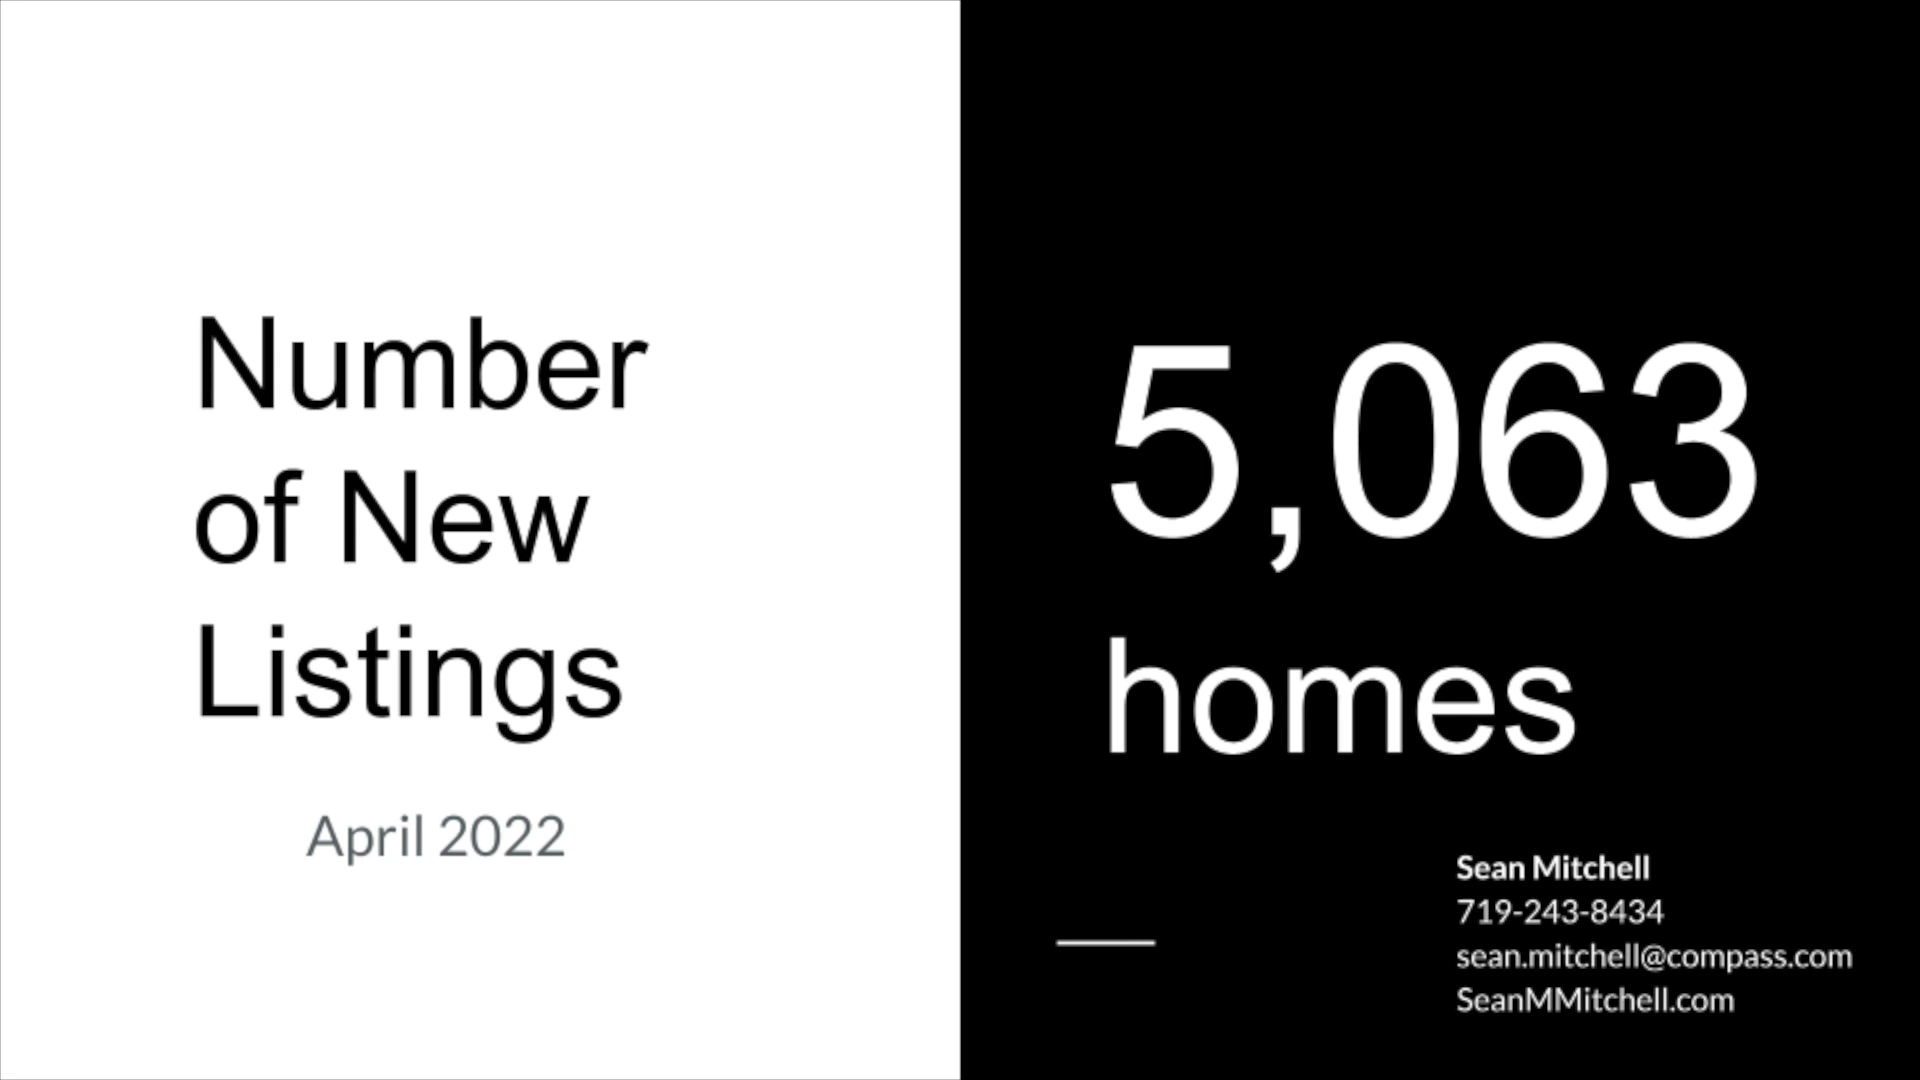 Number
of New
Listings
April 2022
5,063
homes
Sean Mitchell
719-243-8434
sean.mitchell@compass.com
SeanMMitchell.com